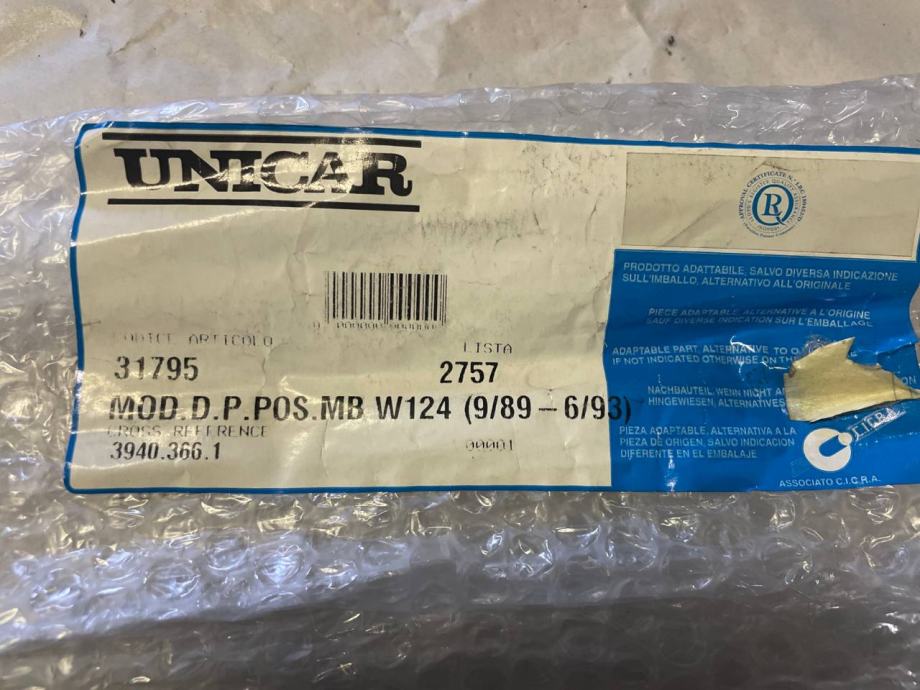 UNICAR
CODICE ARTICOLO
31795
LISTA
2757
MOD.D.P.POS.MB W124 (9/89 – 6/93)
CROSS REFERENCE
3940.366.1
00001
PRODOTTO ADATTABILE, SALVO DIVERSA INDICAZIONE
SULL'IMBALLO, ALTERNATIVO ALL'ORIGINALE
PIECE ADAPTABLE, ALTERNATIVE A L'ORIGINE
SAUF DIVERSE INDICATION SUR L'EMBALLAGE
ADAPTABLE PART, ALTERNATIVE TO
IF NOT INDICATED OTHERWISE ON
NACHBAUTEIL, WENN NICHT
HINGEWIESEN, ALTERNATIVES
PIEZA ADAPTABLE, ALTERNATIVA A LA
PIEZA DE ORIGEN, SALVO INDICACION
DIFERENTE EN EL EMBALAJE
C.I.C.R.A.
ASSOCIATO C.I.C.R.A.